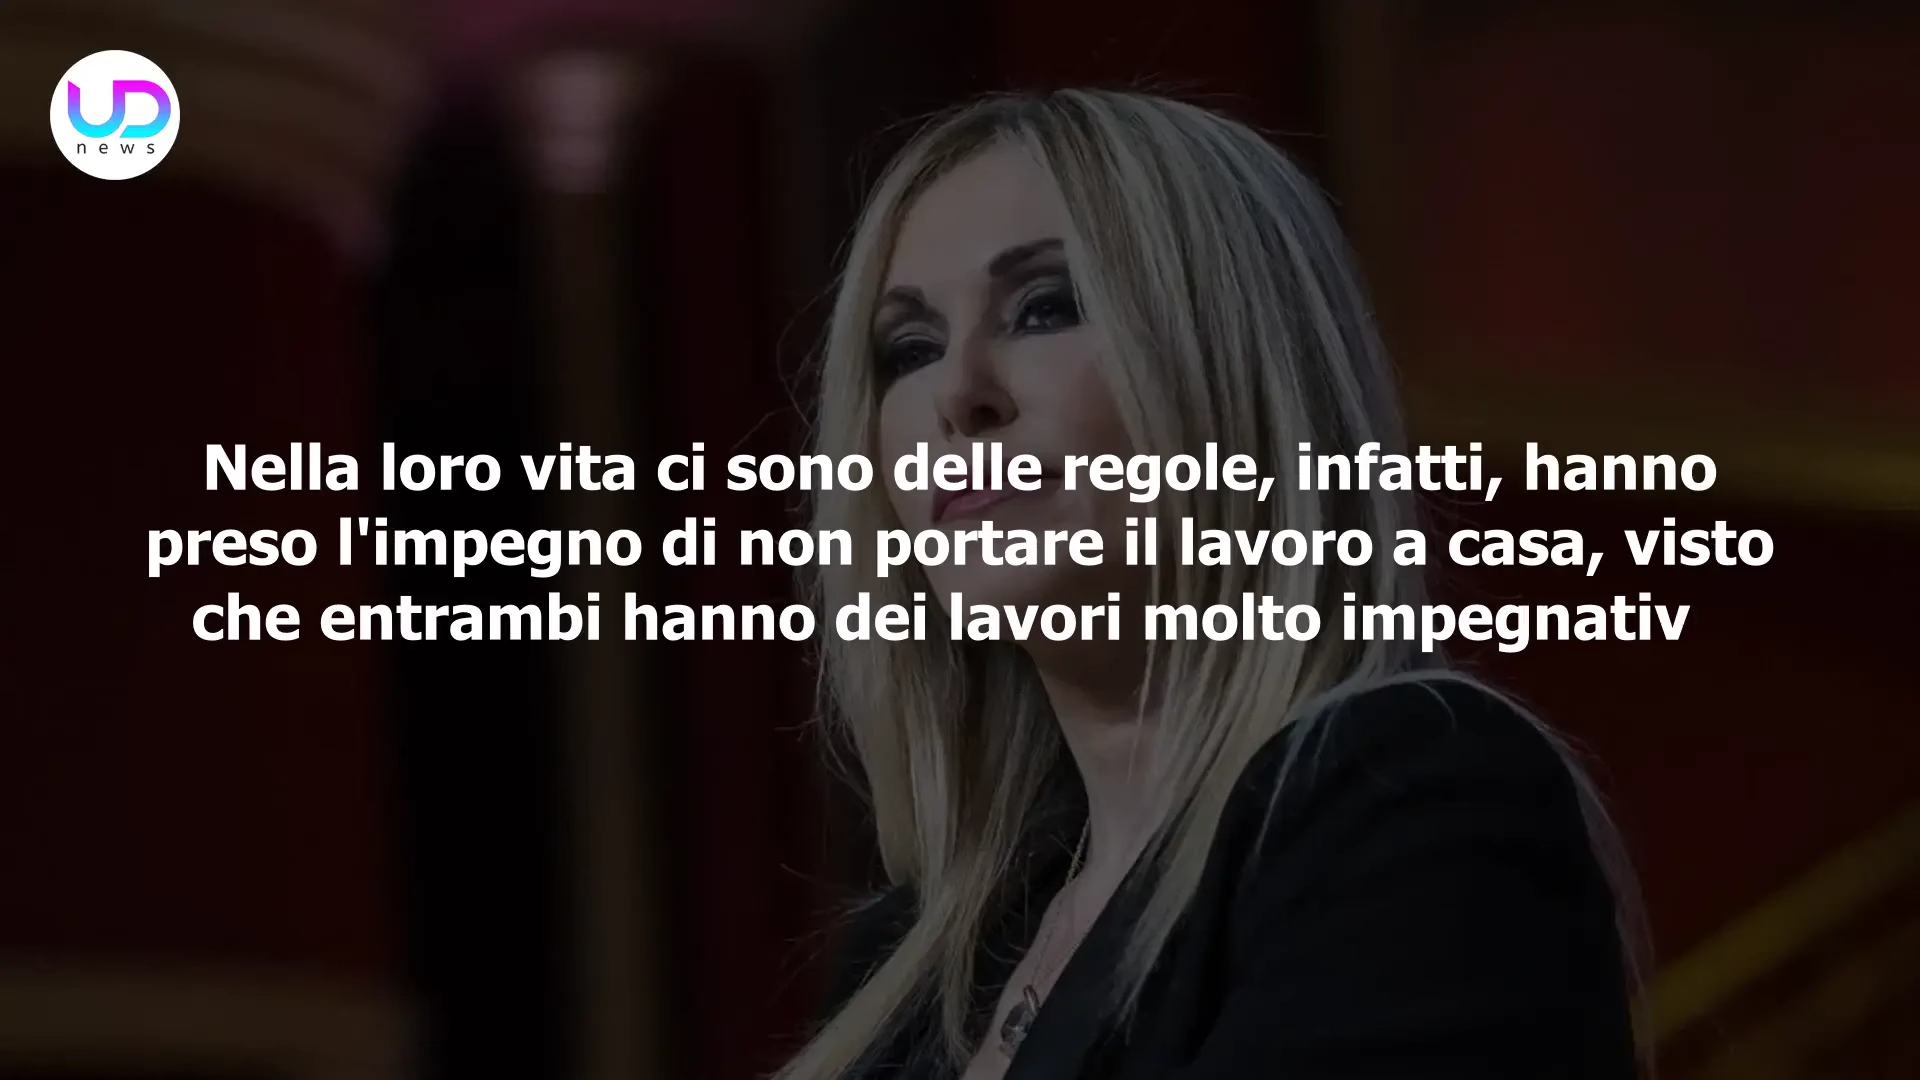 UD
news
Nella loro vita ci sono delle regole, infatti, hanno
preso l'impegno di non portare il lavoro a casa, visto
che entrambi hanno dei lavori molto impegnativ